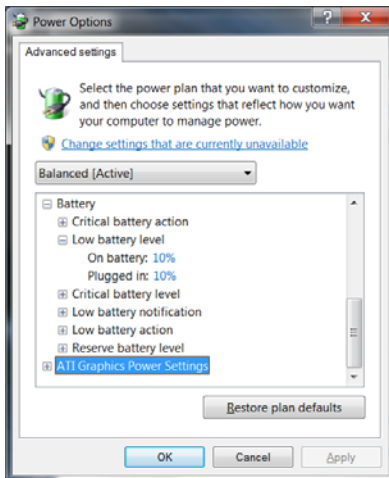 Power Options
Advanced settings
Select the power plan that you want to customize,
and then choose settings that reflect how you want
your computer to manage power.
Change settings that are currently unavailable
Balanced [Active]
Battery
Critical battery action
Low battery level
On battery: 10%
Plugged in: 10%
Critical battery level
Low battery notification
Low battery action
Reserve battery level
ATI Graphics Power Settings
Restore plan defaults
OK
Cancel
Apply